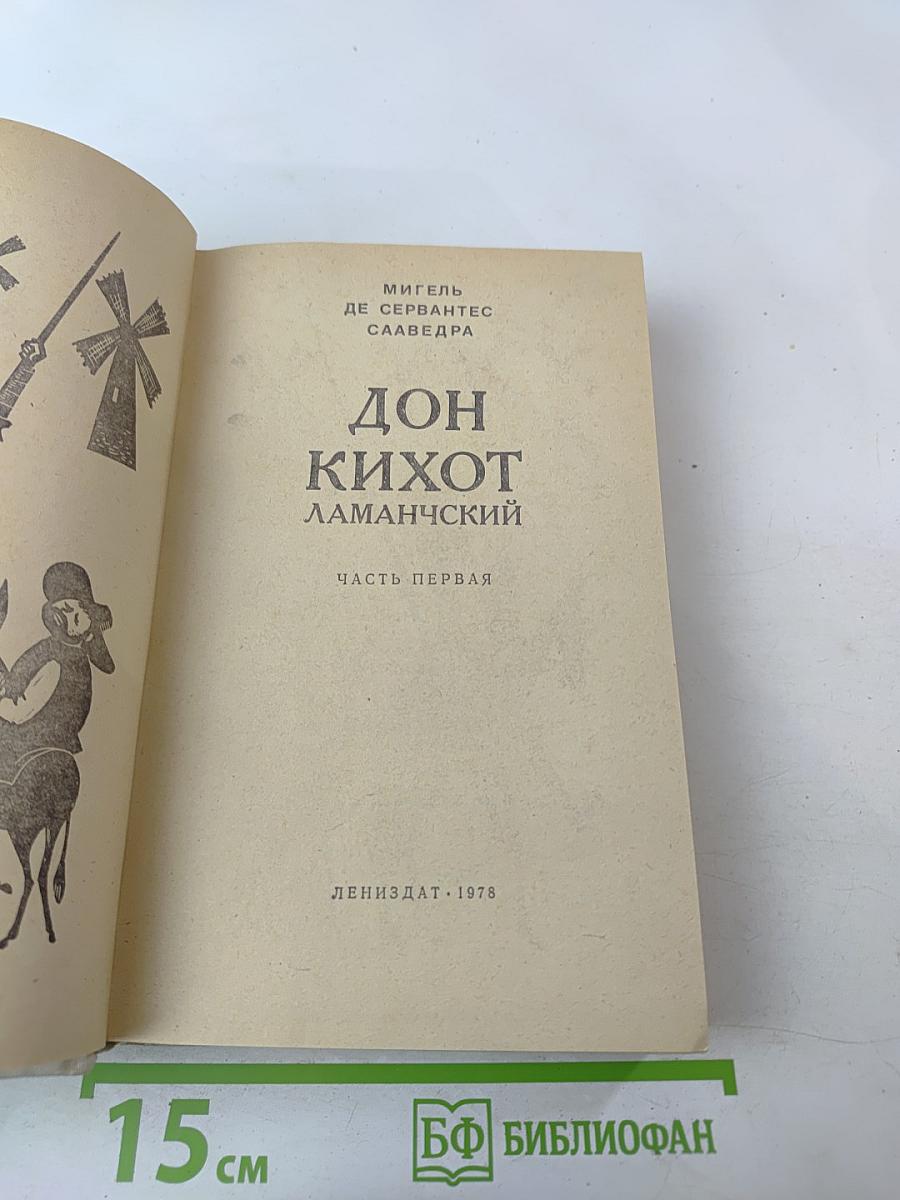 МИГЕЛЬ
ДЕ СЕРВАНТЕС
СААВЕДРА
ДОН
КИХОТ
ЛАМАНЧСКИЙ
ЧАСТЬ ПЕРВАЯ
ЛЕНИЗДАТ · 1978
15 см
БФ БИБЛИОФАН